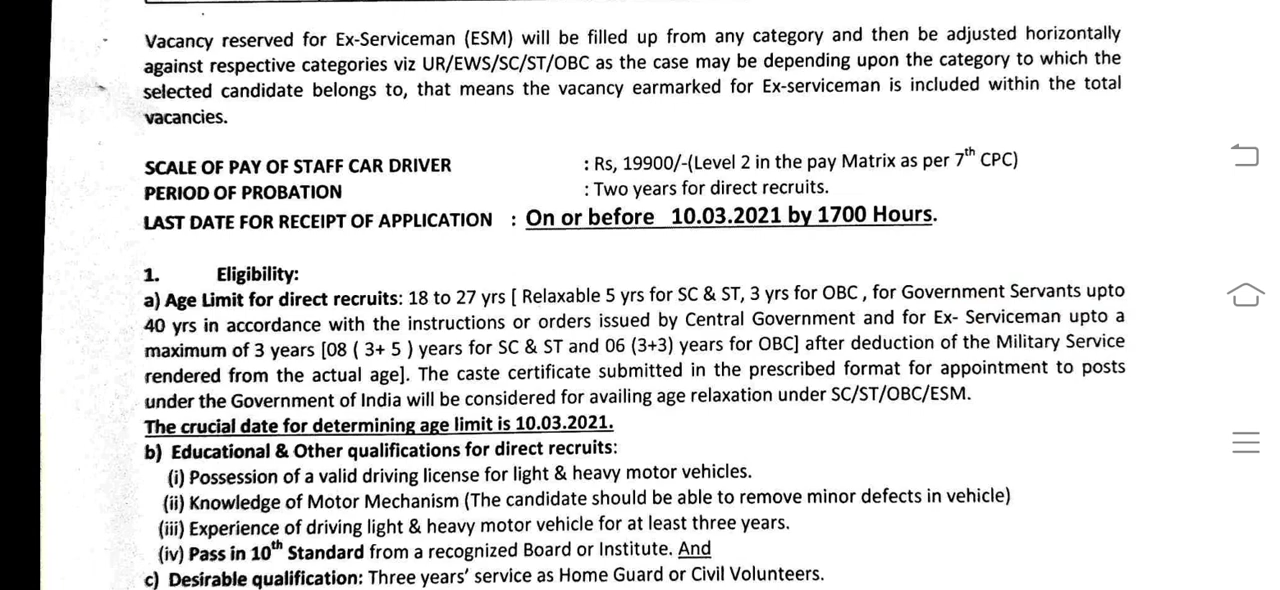 Vacancy reserved for Ex-Serviceman (ESM) will be filled up from any category and then be adjusted horizontally
against respective categories viz UR/EWS/SC/ST/OBC as the case may be depending upon the category to which the
selected candidate belongs to, that means the vacancy earmarked for Ex-serviceman is included within the total
vacancies.
SCALE OF PAY OF STAFF CAR DRIVER : Rs, 19900/-(Level 2 in the pay Matrix as per 7th CPC)
PERIOD OF PROBATION : Two years for direct recruits.
LAST DATE FOR RECEIPT OF APPLICATION : On or before 10.03.2021 by 1700 Hours.
1. Eligibility:
a) Age Limit for direct recruits: 18 to 27 yrs [ Relaxable 5 yrs for SC & ST, 3 yrs for OBC , for Government Servants upto
40 yrs in accordance with the instructions or orders issued by Central Government and for Ex- Serviceman upto a
maximum of 3 years [08 ( 3+ 5 ) years for SC & ST and 06 (3+3) years for OBC] after deduction of the Military Service
rendered from the actual age]. The caste certificate submitted in the prescribed format for appointment to posts
under the Government of India will be considered for availing age relaxation under SC/ST/OBC/ESM.
The crucial date for determining age limit is 10.03.2021.
b) Educational & Other qualifications for direct recruits:
(i) Possession of a valid driving license for light & heavy motor vehicles.
(ii) Knowledge of Motor Mechanism (The candidate should be able to remove minor defects in vehicle)
(iii) Experience of driving light & heavy motor vehicle for at least three years.
(iv) Pass in 10th Standard from a recognized Board or Institute. And
c) Desirable qualification: Three years' service as Home Guard or Civil Volunteers.